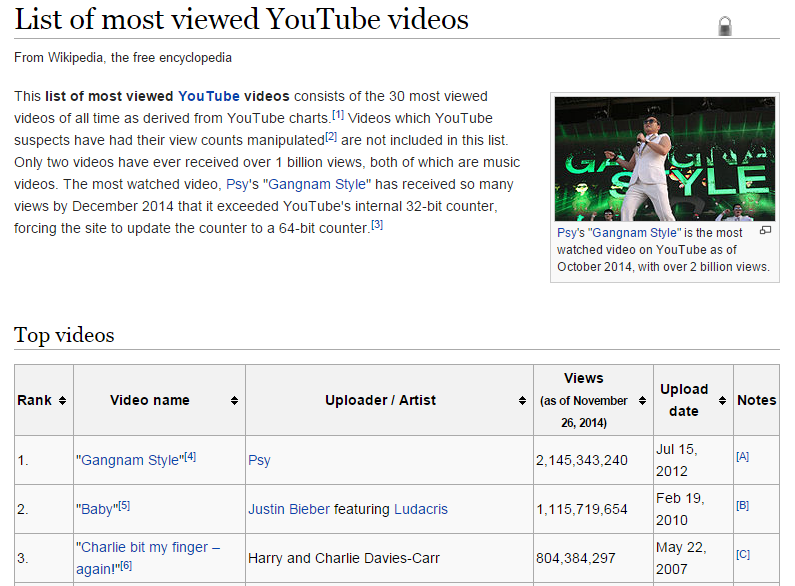 List of most viewed YouTube videos
From Wikipedia, the free encyclopedia
This list of most viewed YouTube videos consists of the 30 most viewed
videos of all time as derived from YouTube charts.[1] Videos which YouTube
suspects have had their view counts manipulated[2] are not included in this list.
Only two videos have ever received over 1 billion views, both of which are music
videos. The most watched video, Psy's "Gangnam Style" has received so many
views by December 2014 that it exceeded YouTube's internal 32-bit counter,
forcing the site to update the counter to a 64-bit counter.[3]
GANGNAM
STYLE
Psy's "Gangnam Style" is the most
watched video on YouTube as of
October 2014, with over 2 billion views.
Top videos
Rank Video name Uploader / Artist Views (as of November 26, 2014) Upload date Notes
1. "Gangnam Style"[4] Psy 2,145,343,240 Jul 15, 2012 [A]
2. "Baby"[5] Justin Bieber featuring Ludacris 1,115,719,654 Feb 19, 2010 [B]
3. "Charlie bit my finger – again!"[6] Harry and Charlie Davies-Carr 804,384,297 May 22, 2007 [C]